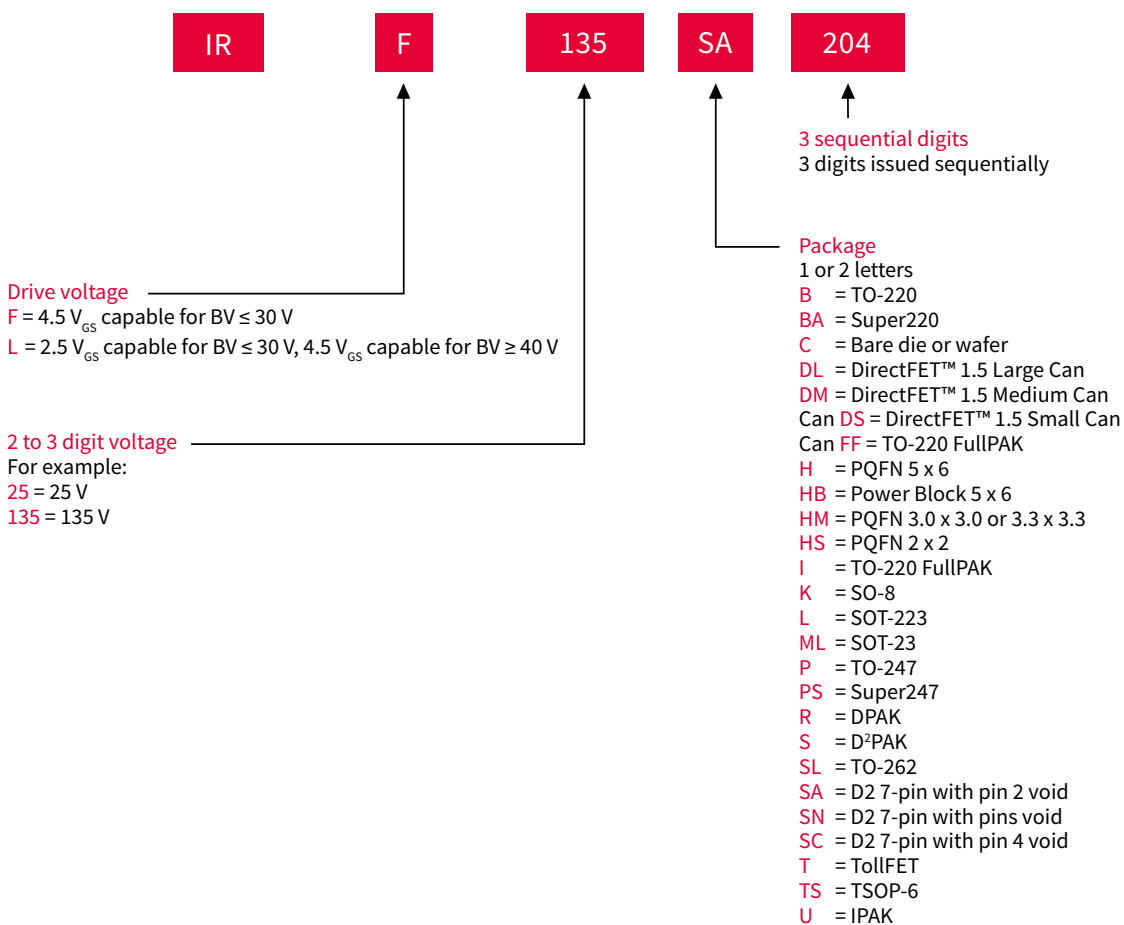 IR F 135 SA 204
3 sequential digits
3 digits issued sequentially
Package
1 or 2 letters
B = TO-220
BA = Super220
C = Bare die or wafer
DL = DirectFET™ 1.5 Large Can
DM = DirectFET™ 1.5 Medium Can
Can DS = DirectFET™ 1.5 Small Can
Can FF = TO-220 FullPAK
H = PQFN 5 x 6
HB = Power Block 5 x 6
HM = PQFN 3.0 x 3.0 or 3.3 x 3.3
HS = PQFN 2 x 2
I = TO-220 FullPAK
K = SO-8
L = SOT-223
ML = SOT-23
P = TO-247
PS = Super247
R = DPAK
S = D²PAK
SL = TO-262
SA = D2 7-pin with pin 2 void
SN = D2 7-pin with pins void
SC = D2 7-pin with pin 4 void
T = TollFET
TS = TSOP-6
U = IPAK
Drive voltage
F = 4.5 V_GS capable for BV ≤ 30 V
L = 2.5 V_GS capable for BV ≤ 30 V, 4.5 V_GS capable for BV ≥ 40 V
2 to 3 digit voltage
For example:
25 = 25 V
135 = 135 V